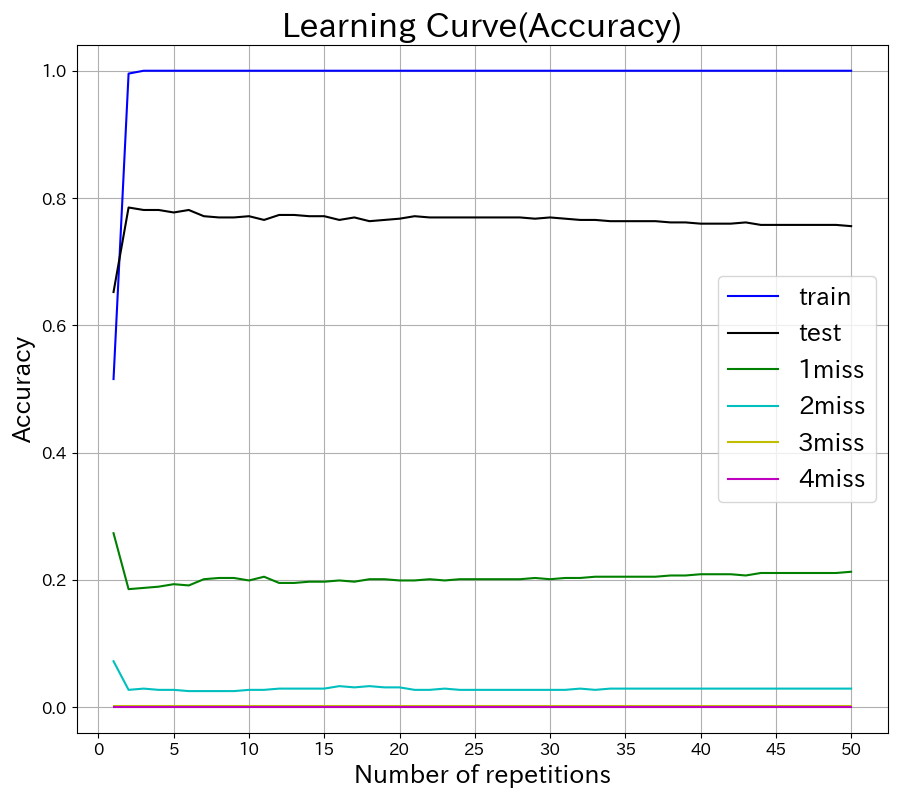 Learning Curve(Accuracy)
Accuracy
1.0
0.8
0.6
0.4
0.2
0.0
train
test
1miss
2miss
3miss
4miss
0 5 10 15 20 25 30 35 40 45 50
Number of repetitions